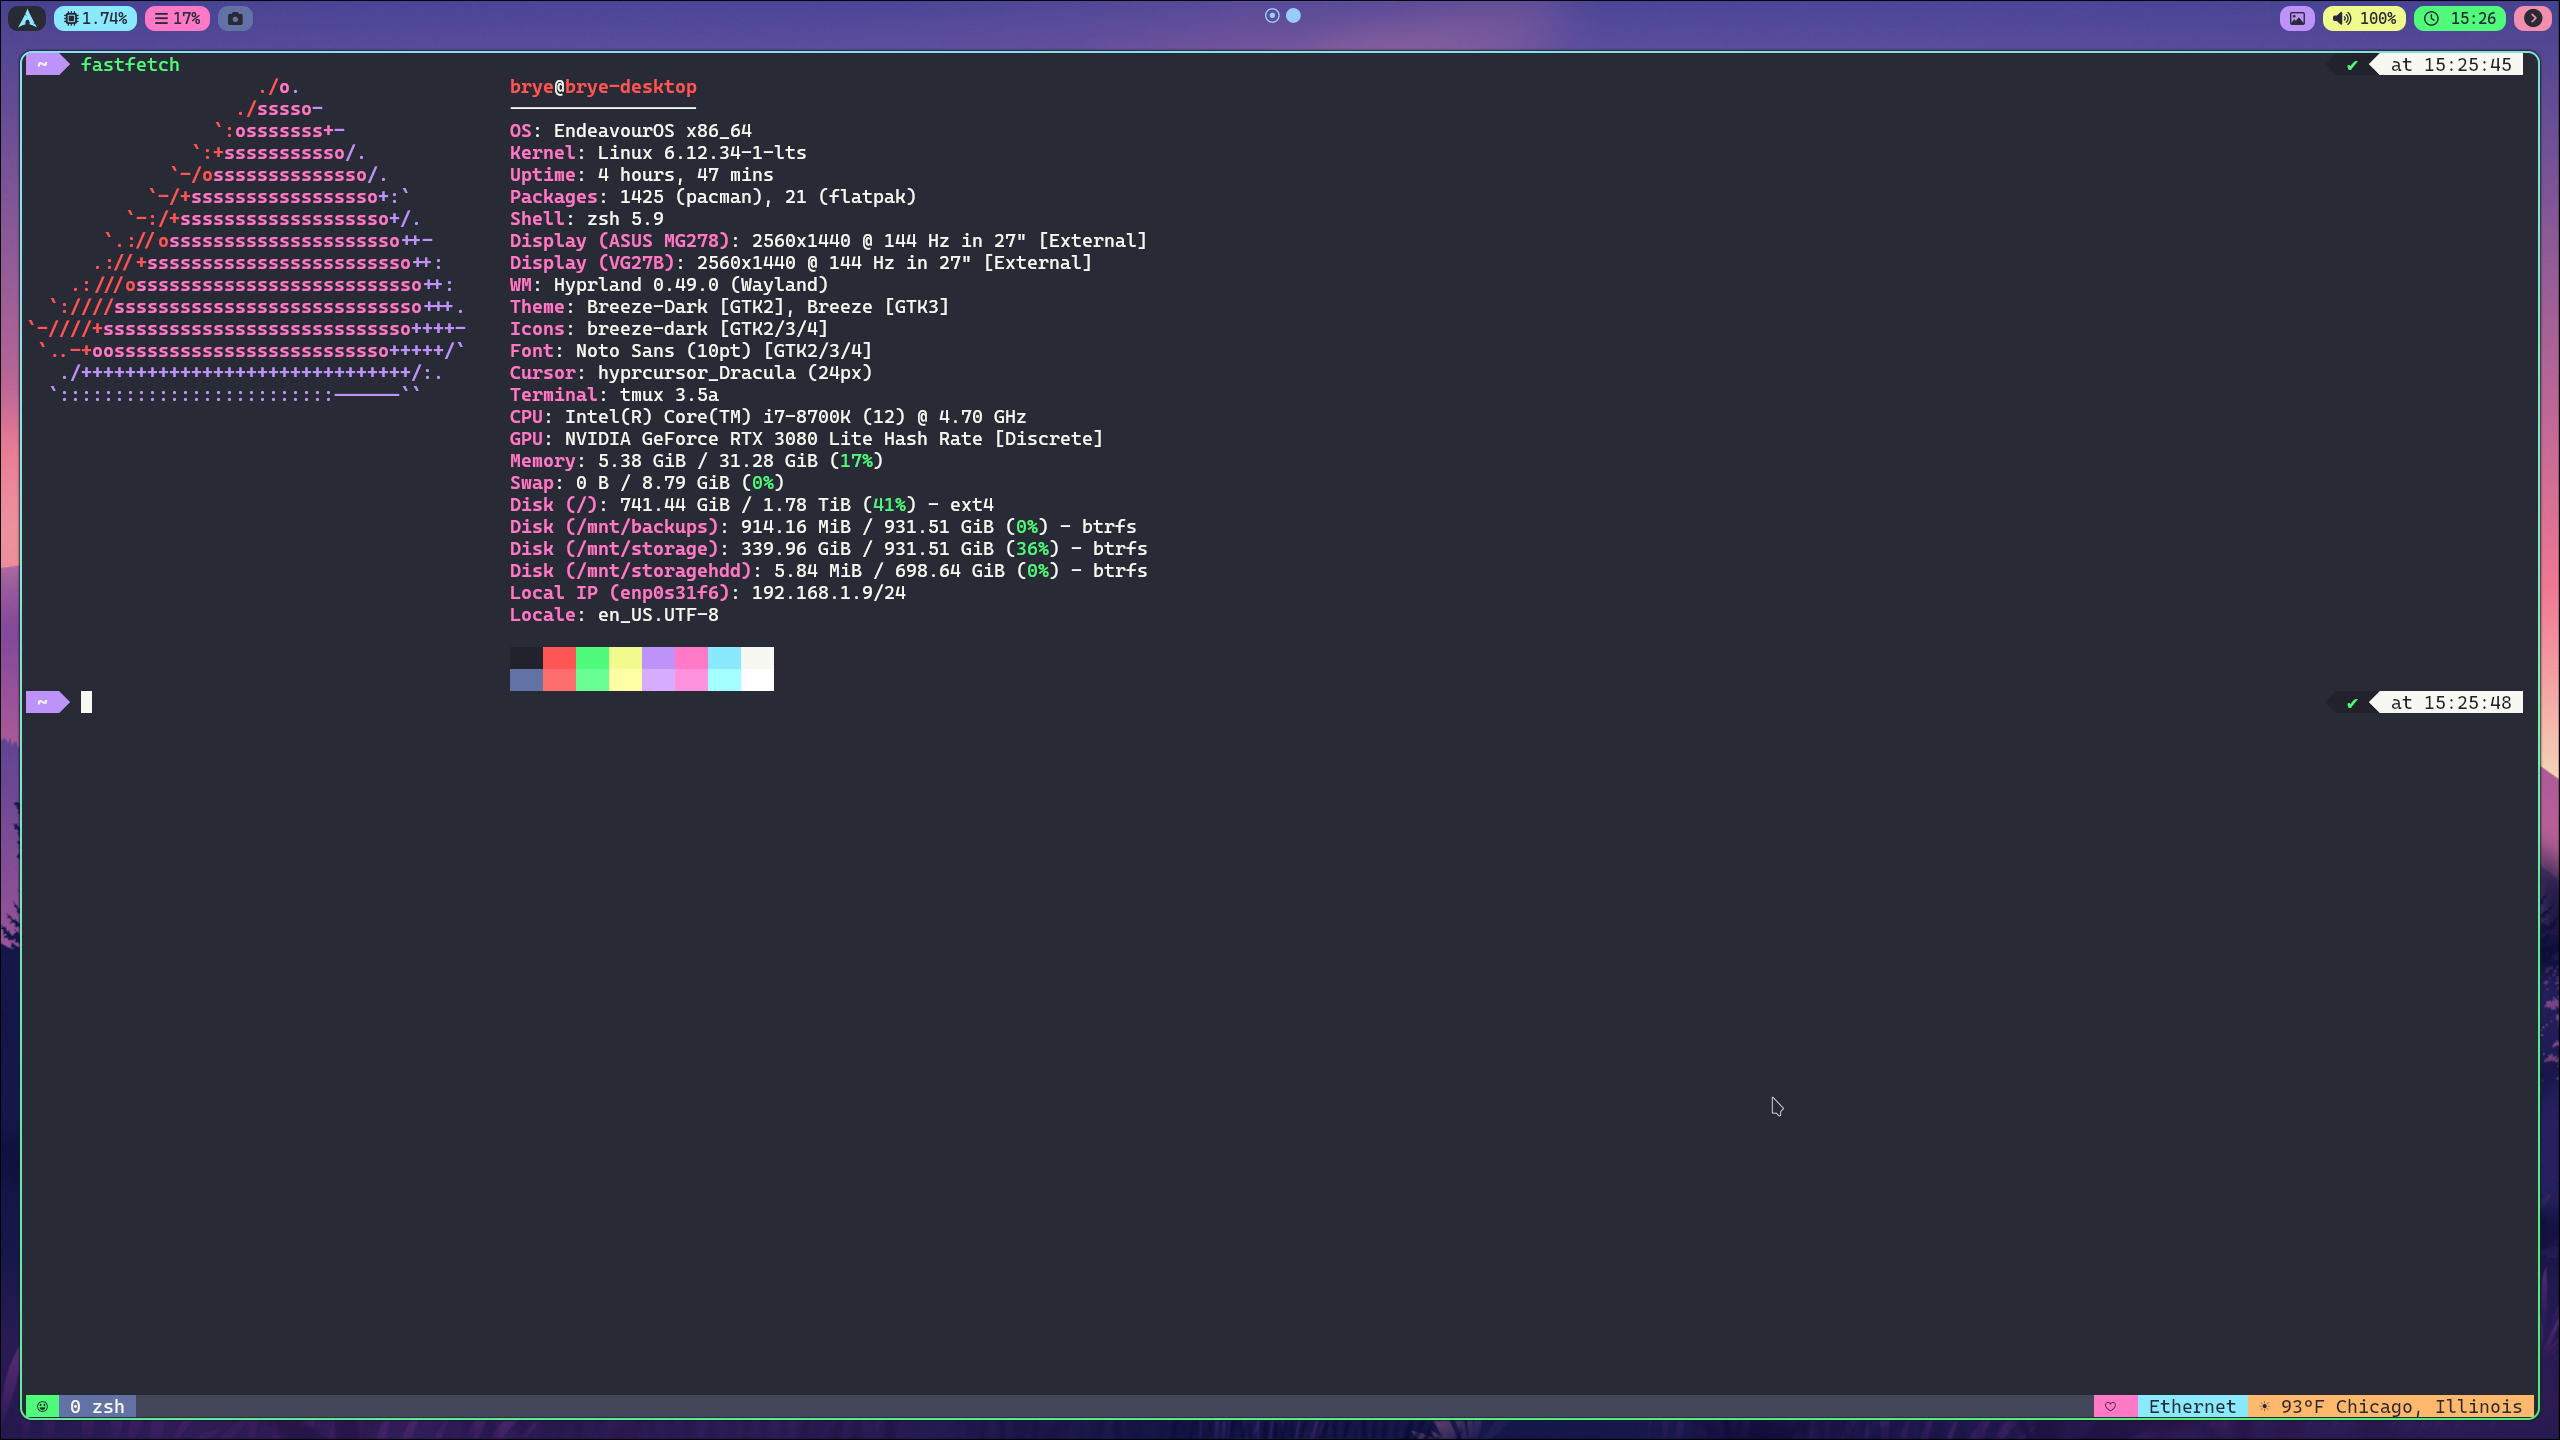 1.74% 17% 100% 15:26
~ fastfetch ✔ at 15:25:45
./o.
./sssso-
`:osssssss+-
`:+sssssssssso/.
`-/ossssssssssssso/.
`-/+sssssssssssssssso+:`
`-:/+sssssssssssssssssso+/.
`.://osssssssssssssssssssso++-
.://+ssssssssssssssssssssssso++:
.:///ossssssssssssssssssssssssso++:
`:////ssssssssssssssssssssssssssso+++.
`-////+ssssssssssssssssssssssssssso++++-
`..-+oosssssssssssssssssssssssso+++++/`
./++++++++++++++++++++++++++++++/:.
`:::::::::::::::::::::::::------``
brye@brye-desktop
-----------------
OS: EndeavourOS x86_64
Kernel: Linux 6.12.34-1-lts
Uptime: 4 hours, 47 mins
Packages: 1425 (pacman), 21 (flatpak)
Shell: zsh 5.9
Display (ASUS MG278): 2560x1440 @ 144 Hz in 27" [External]
Display (VG27B): 2560x1440 @ 144 Hz in 27" [External]
WM: Hyprland 0.49.0 (Wayland)
Theme: Breeze-Dark [GTK2], Breeze [GTK3]
Icons: breeze-dark [GTK2/3/4]
Font: Noto Sans (10pt) [GTK2/3/4]
Cursor: hyprcursor_Dracula (24px)
Terminal: tmux 3.5a
CPU: Intel(R) Core(TM) i7-8700K (12) @ 4.70 GHz
GPU: NVIDIA GeForce RTX 3080 Lite Hash Rate [Discrete]
Memory: 5.38 GiB / 31.28 GiB (17%)
Swap: 0 B / 8.79 GiB (0%)
Disk (/): 741.44 GiB / 1.78 TiB (41%) - ext4
Disk (/mnt/backups): 914.16 MiB / 931.51 GiB (0%) - btrfs
Disk (/mnt/storage): 339.96 GiB / 931.51 GiB (36%) - btrfs
Disk (/mnt/storagehdd): 5.84 MiB / 698.64 GiB (0%) - btrfs
Local IP (enp0s31f6): 192.168.1.9/24
Locale: en_US.UTF-8
~ ✔ at 15:25:48
☺ 0 zsh ♡ Ethernet ☀ 93°F Chicago, Illinois